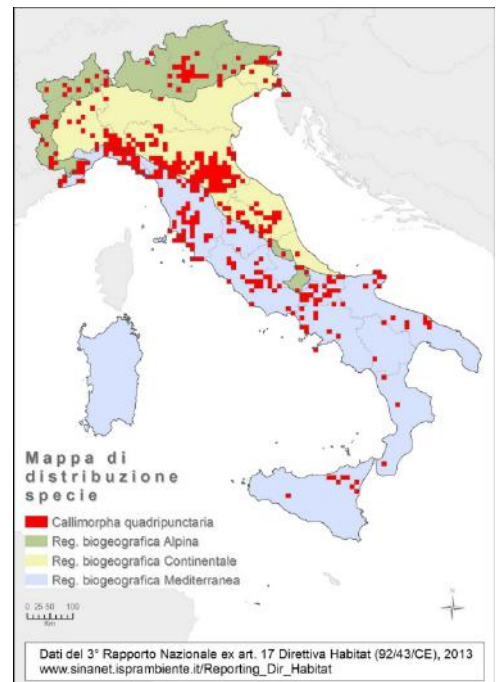 Mappa di
distribuzione
specie
Callimorpha quadripunctaria
Reg. biogeografica Alpina
Reg. biogeografica Continentale
Reg. biogeografica Mediterranea
0 25 50 100
Km
N
Dati del 3° Rapporto Nazionale ex art. 17 Direttiva Habitat (92/43/CE), 2013
www.sinanet.isprambiente.it/Reporting_Dir_Habitat